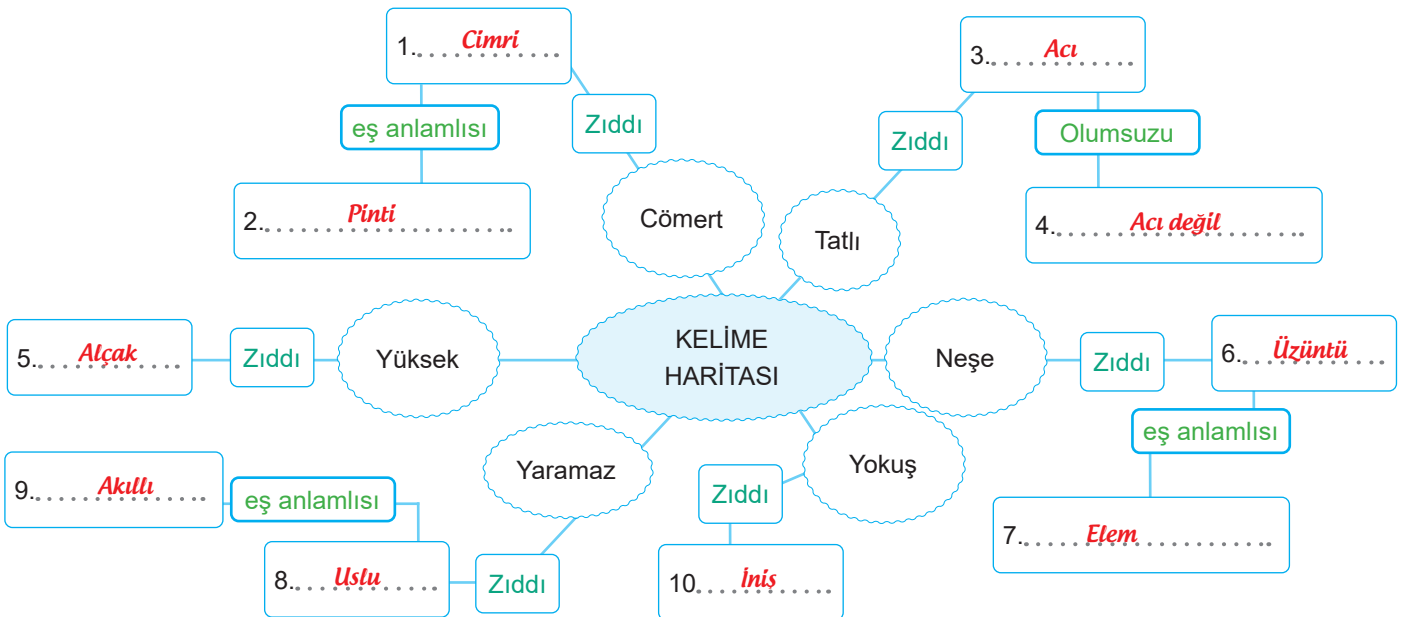 1. Cimri
eş anlamlısı
Zıddı
2. Pinti
Cömert
3. Acı
Zıddı
Olumsuzu
4. Acı değil
Tatlı
KELİME
HARİTASI
5. Alçak
Zıddı
Yüksek
Neşe
Zıddı
6. Üzüntü
eş anlamlısı
7. Elem
Yaramaz
9. Akıllı
eş anlamlısı
8. Uslu
Zıddı
Yokuş
Zıddı
10. İniş